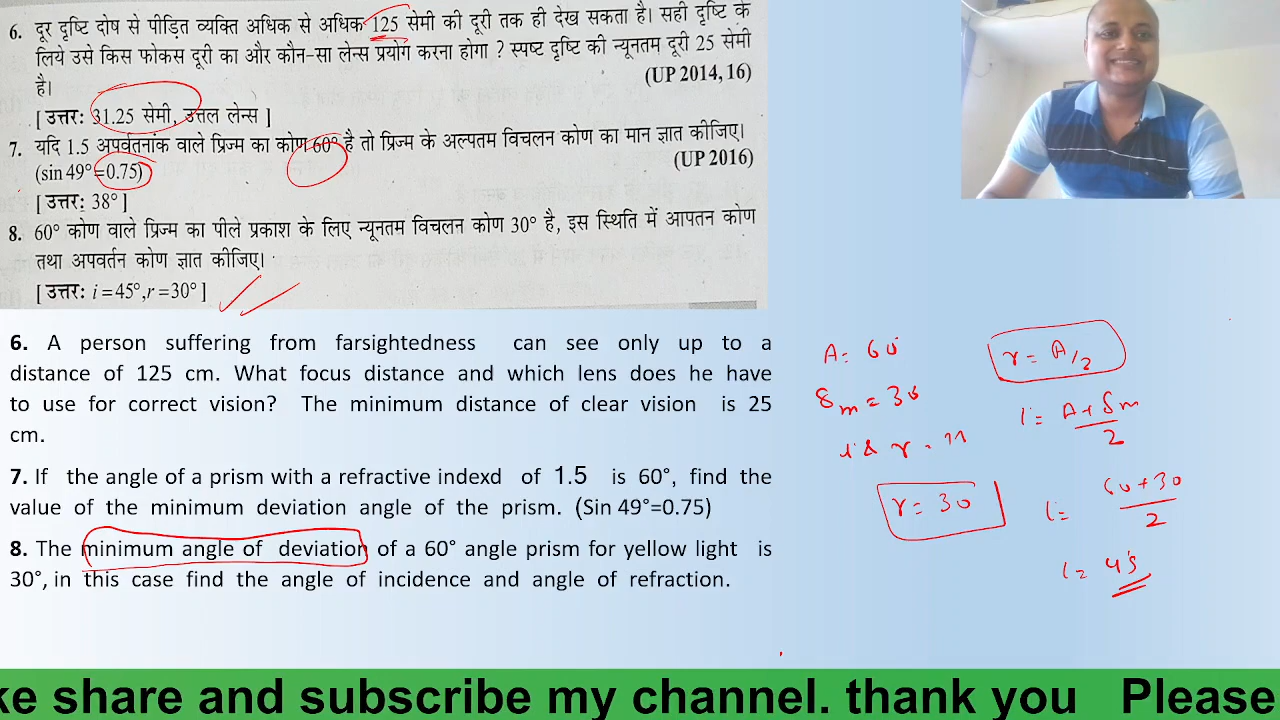 6. दूर दृष्टि दोष से पीड़ित व्यक्ति अधिक से अधिक 125 सेमी की दूरी तक ही देख सकता है। सही दृष्टि के
लिये उसे किस फोकस दूरी का और कौन-सा लेन्स प्रयोग करना होगा ? स्पष्ट दृष्टि की न्यूनतम दूरी 25 सेमी
है।
(UP 2014, 16)
[ उत्तर: 31.25 सेमी, उत्तल लेन्स ]
7. यदि 1.5 अपवर्तनांक वाले प्रिज्म का कोण 60° है तो प्रिज्म के अल्पतम विचलन कोण का मान ज्ञात कीजिए।
(sin 49°=0.75)
(UP 2016)
[ उत्तर: 38° ]
8. 60° कोण वाले प्रिज्म का पीले प्रकाश के लिए न्यूनतम विचलन कोण 30° है, इस स्थिति में आपतन कोण
तथा अपवर्तन कोण ज्ञात कीजिए।
[ उत्तर: i=45°,r=30° ]
6. A person suffering from farsightedness can see only up to a
distance of 125 cm. What focus distance and which lens does he have
to use for correct vision? The minimum distance of clear vision is 25
cm.
7. If the angle of a prism with a refractive indexd of 1.5 is 60°, find the
value of the minimum deviation angle of the prism. (Sin 49°=0.75)
8. The minimum angle of deviation of a 60° angle prism for yellow light is
30°, in this case find the angle of incidence and angle of refraction.
A = 60°
δm = 30
i & r =
r = 30
r = A/2
i = A+δm/2
i = 60+30/2
i = 45
ke share and subscribe my channel. thank you Please